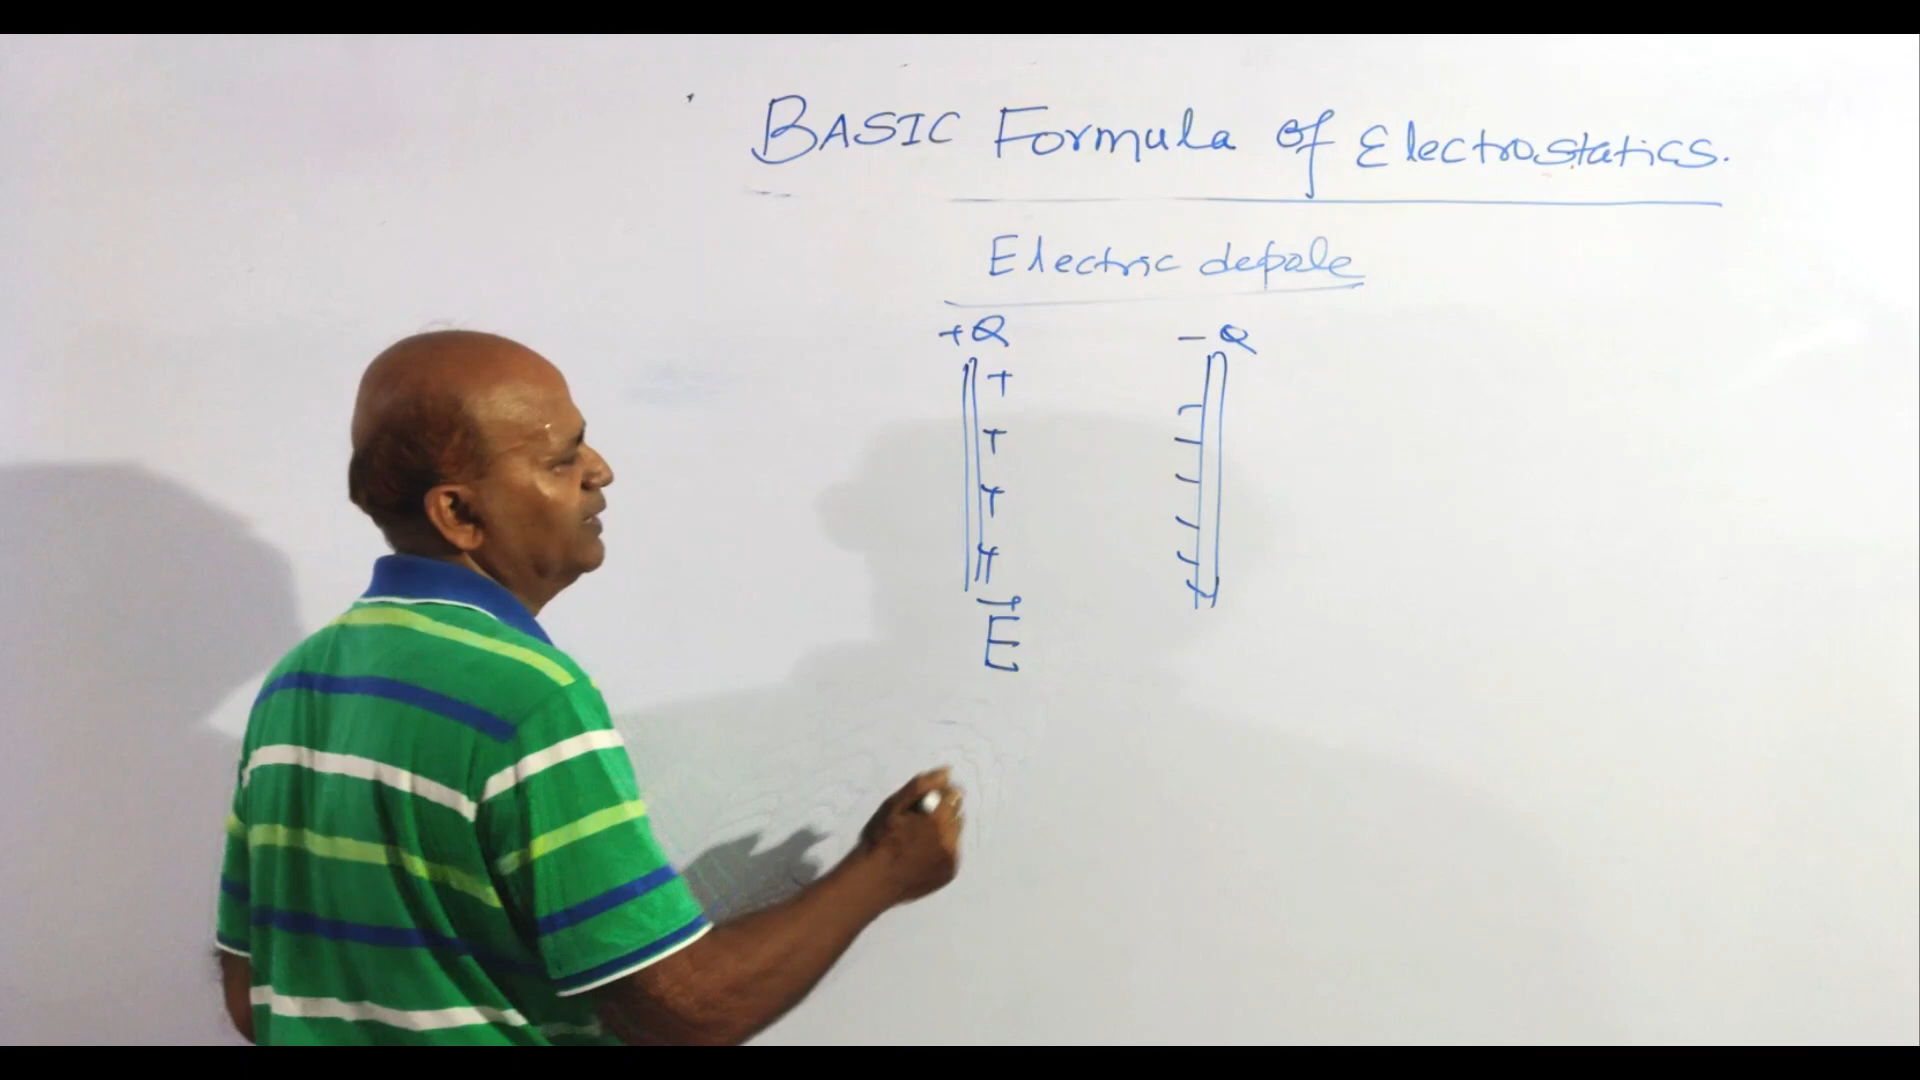 BASIC Formula of Electrostatics.
Electric depole
+Q - Q
+
+
+
+
E